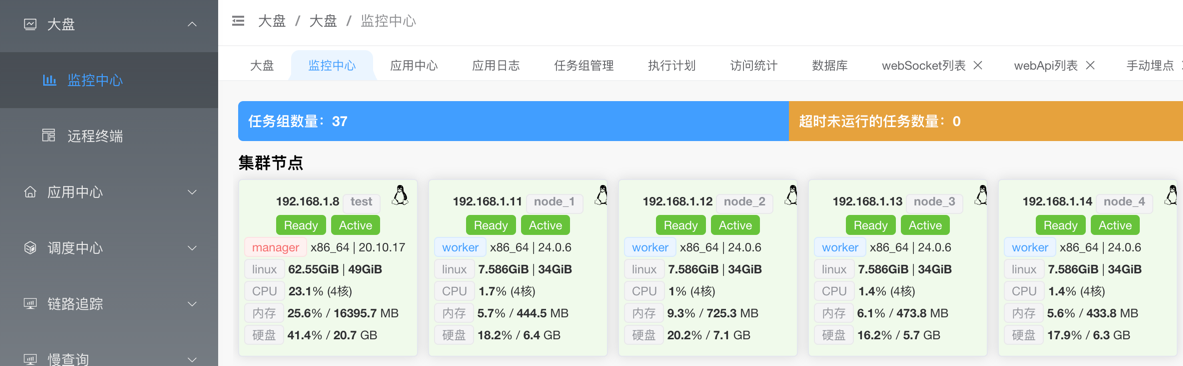 大盘
监控中心
远程终端
应用中心
调度中心
链路追踪
慢查询
大盘 / 大盘 / 监控中心
大盘 监控中心 应用中心 应用日志 任务组管理 执行计划 访问统计 数据库 webSocket列表 webApi列表 手动埋点
任务组数量：37 超时未运行的任务数量：0
集群节点
192.168.1.8 test
Ready Active
manager x86_64 | 20.10.17
linux 62.55GiB | 49GiB
CPU 23.1% (4核)
内存 25.6% / 16395.7 MB
硬盘 41.4% / 20.7 GB
192.168.1.11 node_1
Ready Active
worker x86_64 | 24.0.6
linux 7.586GiB | 34GiB
CPU 1.7% (4核)
内存 5.7% / 444.5 MB
硬盘 18.2% / 6.4 GB
192.168.1.12 node_2
Ready Active
worker x86_64 | 24.0.6
linux 7.586GiB | 34GiB
CPU 1% (4核)
内存 9.3% / 725.3 MB
硬盘 20.2% / 7.1 GB
192.168.1.13 node_3
Ready Active
worker x86_64 | 24.0.6
linux 7.586GiB | 34GiB
CPU 1.4% (4核)
内存 6.1% / 473.8 MB
硬盘 16.2% / 5.7 GB
192.168.1.14 node_4
Ready Active
worker x86_64 | 24.0.6
linux 7.586GiB | 34GiB
CPU 1.4% (4核)
内存 5.6% / 433.8 MB
硬盘 17.9% / 6.3 GB